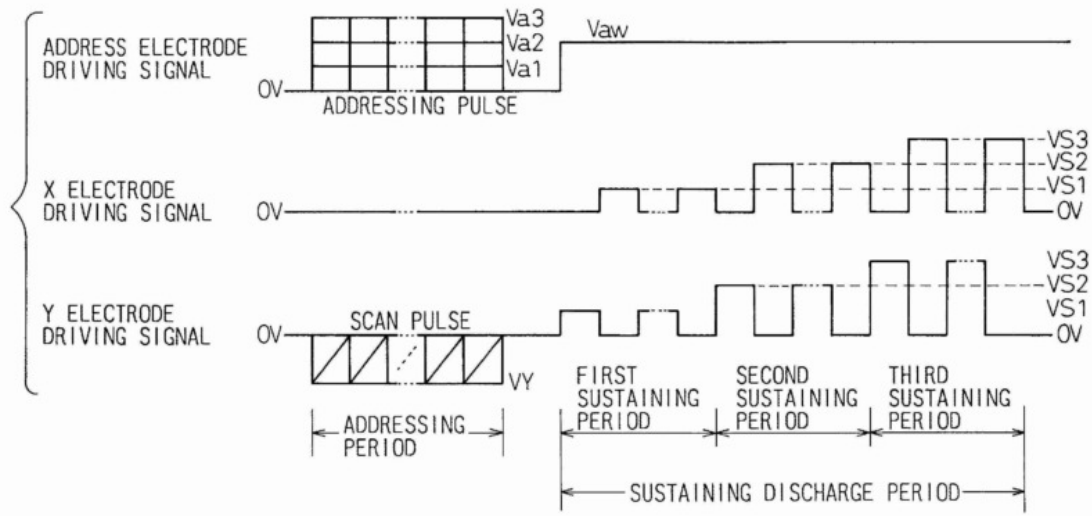 ADDRESS ELECTRODE
DRIVING SIGNAL
0V
Va3
Va2
Va1
ADDRESSING PULSE
Vaw
X ELECTRODE
DRIVING SIGNAL
0V
VS3
VS2
VS1
0V
Y ELECTRODE
DRIVING SIGNAL
0V
SCAN PULSE
VY
VS3
VS2
VS1
0V
ADDRESSING
PERIOD
FIRST
SUSTAINING
PERIOD
SECOND
SUSTAINING
PERIOD
THIRD
SUSTAINING
PERIOD
SUSTAINING DISCHARGE PERIOD